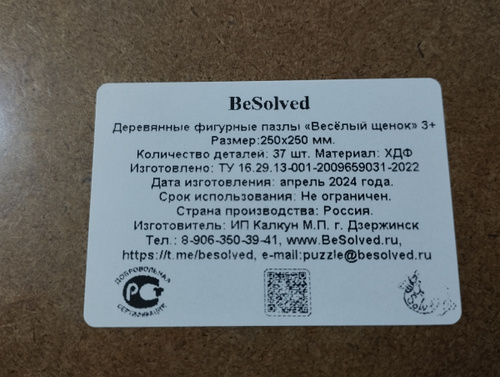 BeSolved
Деревянные фигурные пазлы «Весёлый щенок» 3+
Размер:250х250 мм.
Количество деталей: 37 шт. Материал: ХДФ
Изготовлено: ТУ 16.29.13-001-2009659031-2022
Дата изготовления: апрель 2024 года.
Срок использования: Не ограничен.
Страна производства: Россия.
Изготовитель: ИП Калкун М.П. г. Дзержинск
Тел.: 8-906-350-39-41, www.BeSolved.ru,
https://t.me/besolved, e-mail:puzzle@besolved.ru
ДОБРОВОЛЬНАЯ
РС
СЕРТИФИКАЦИЯ